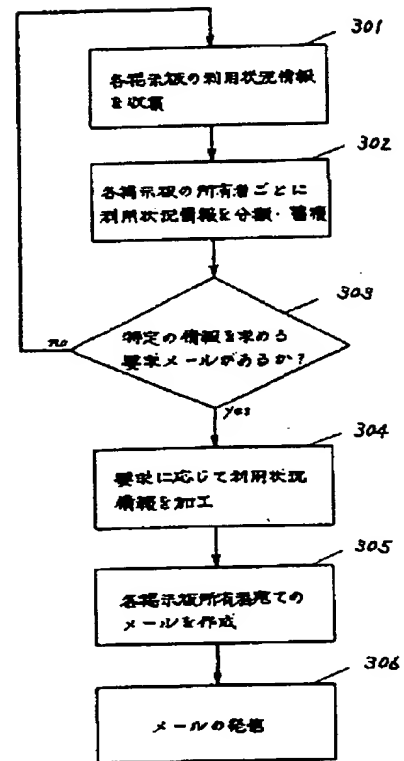 301
各掲示板の利用状況情報
を収集
302
各掲示板の所有者ごとに
利用状況情報を分類・蓄積
303
特定の情報を求める
要求メールがあるか?
no
yes
304
要求に応じて利用状況
情報を加工
305
各掲示板所有者宛ての
メールを作成
306
メールの発信